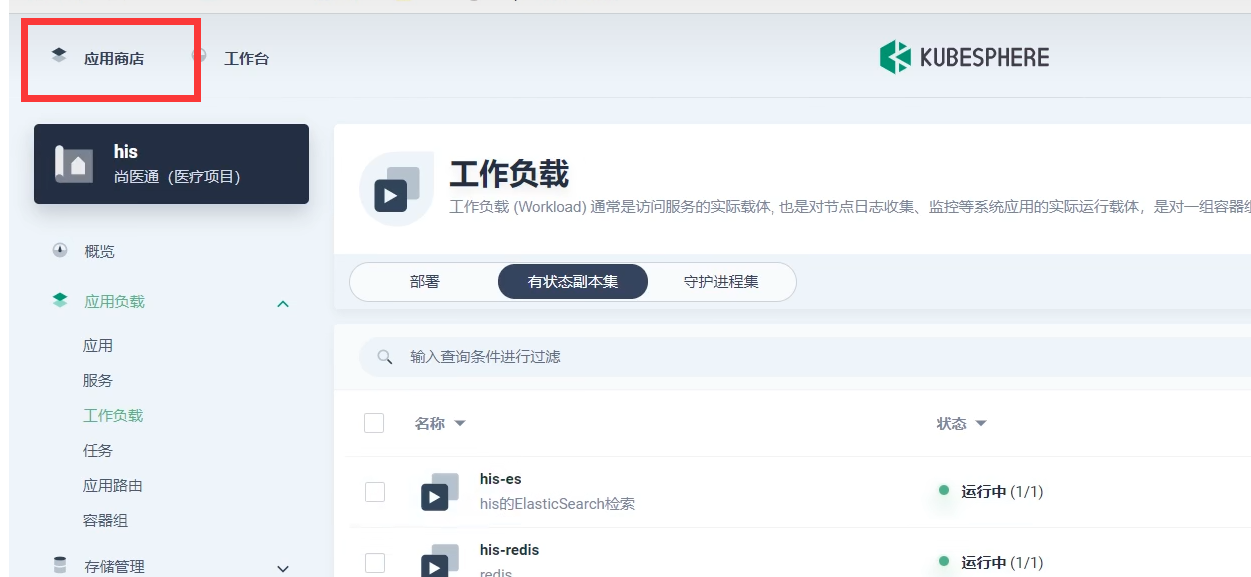 应用商店 工作台 KUBESPHERE
his
尚医通（医疗项目）
工作负载
工作负载 (Workload) 通常是访问服务的实际载体, 也是对节点日志收集、监控等系统应用的实际运行载体，是对一组容器组
概览
部署 有状态副本集 守护进程集
应用负载
应用
输入查询条件进行过滤
服务
工作负载
名称 状态
任务
his-es
运行中 (1/1)
应用路由
his的ElasticSearch检索
容器组
his-redis
存储管理
运行中 (1/1)
redis